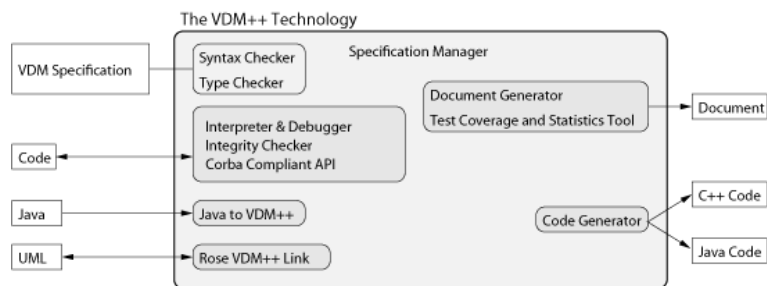 The VDM++ Technology
VDM Specification
Syntax Checker
Type Checker
Specification Manager
Document Generator
Test Coverage and Statistics Tool
Document
Code
Interpreter & Debugger
Integrity Checker
Corba Compliant API
Java
Java to VDM++
Code Generator
C++ Code
Java Code
UML
Rose VDM++ Link